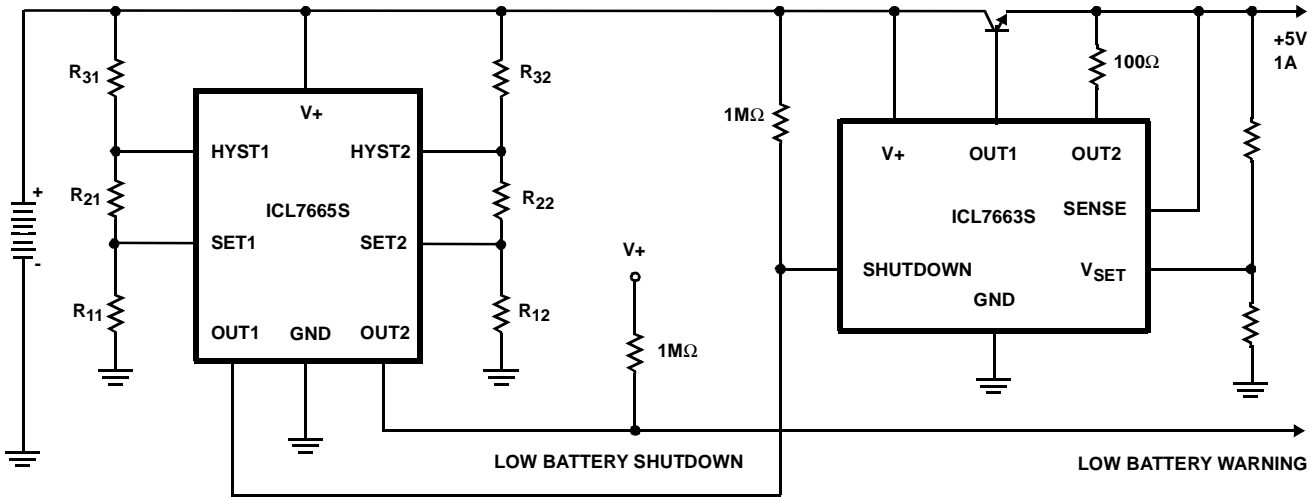 +5V
1A
R31
R32
100Ω
V+
1MΩ
HYST1
HYST2
V+
OUT1
OUT2
R21
ICL7665S
R22
ICL7663S
SENSE
+
-
SET1
SET2
V+
SHUTDOWN
VSET
GND
R11
R12
OUT1
GND
OUT2
1MΩ
LOW BATTERY SHUTDOWN
LOW BATTERY WARNING